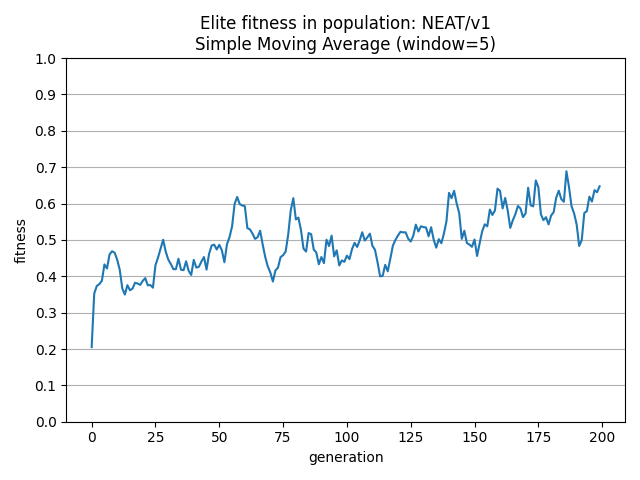 Elite fitness in population: NEAT/v1
Simple Moving Average (window=5)
1.0
0.9
0.8
0.7
0.6
0.5
0.4
0.3
0.2
0.1
0.0
fitness
0 25 50 75 100 125 150 175 200
generation